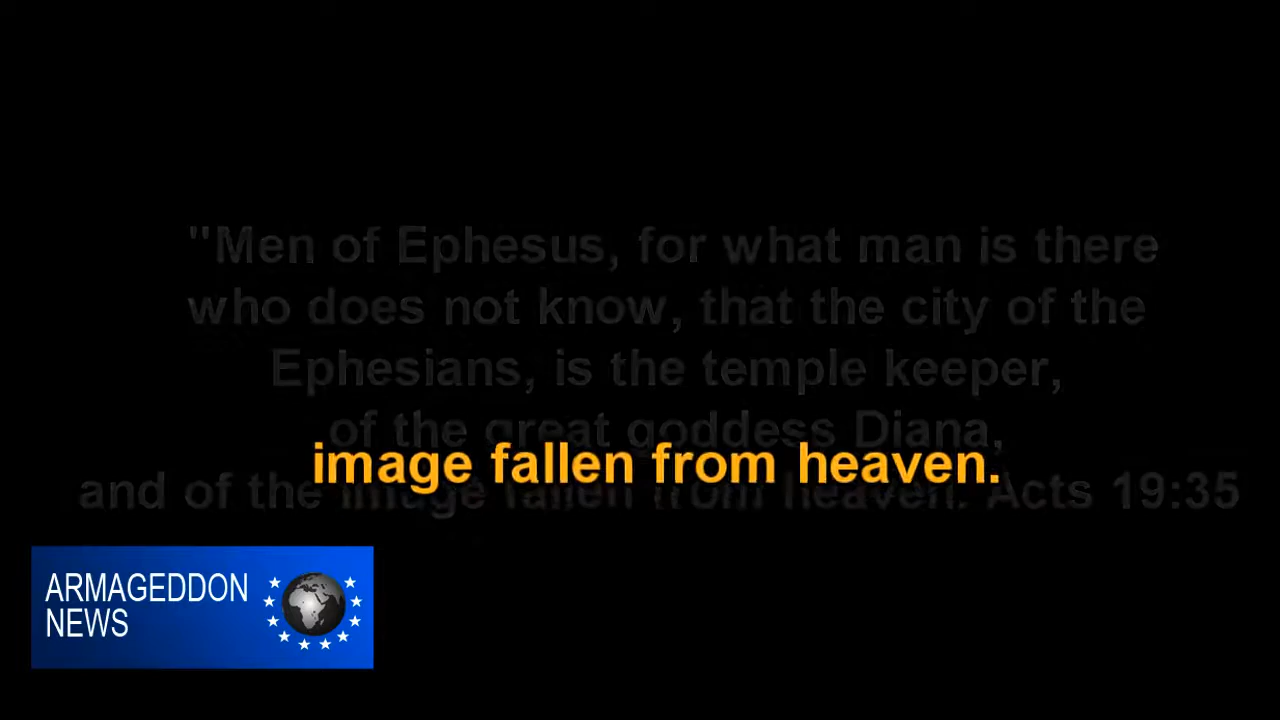 "Men of Ephesus, for what man is there
who does not know, that the city of the
Ephesians, is the temple keeper,
of the great goddess Diana,
image fallen from heaven.
and of the image fallen from heaven. Acts 19:35
ARMAGEDDON
NEWS